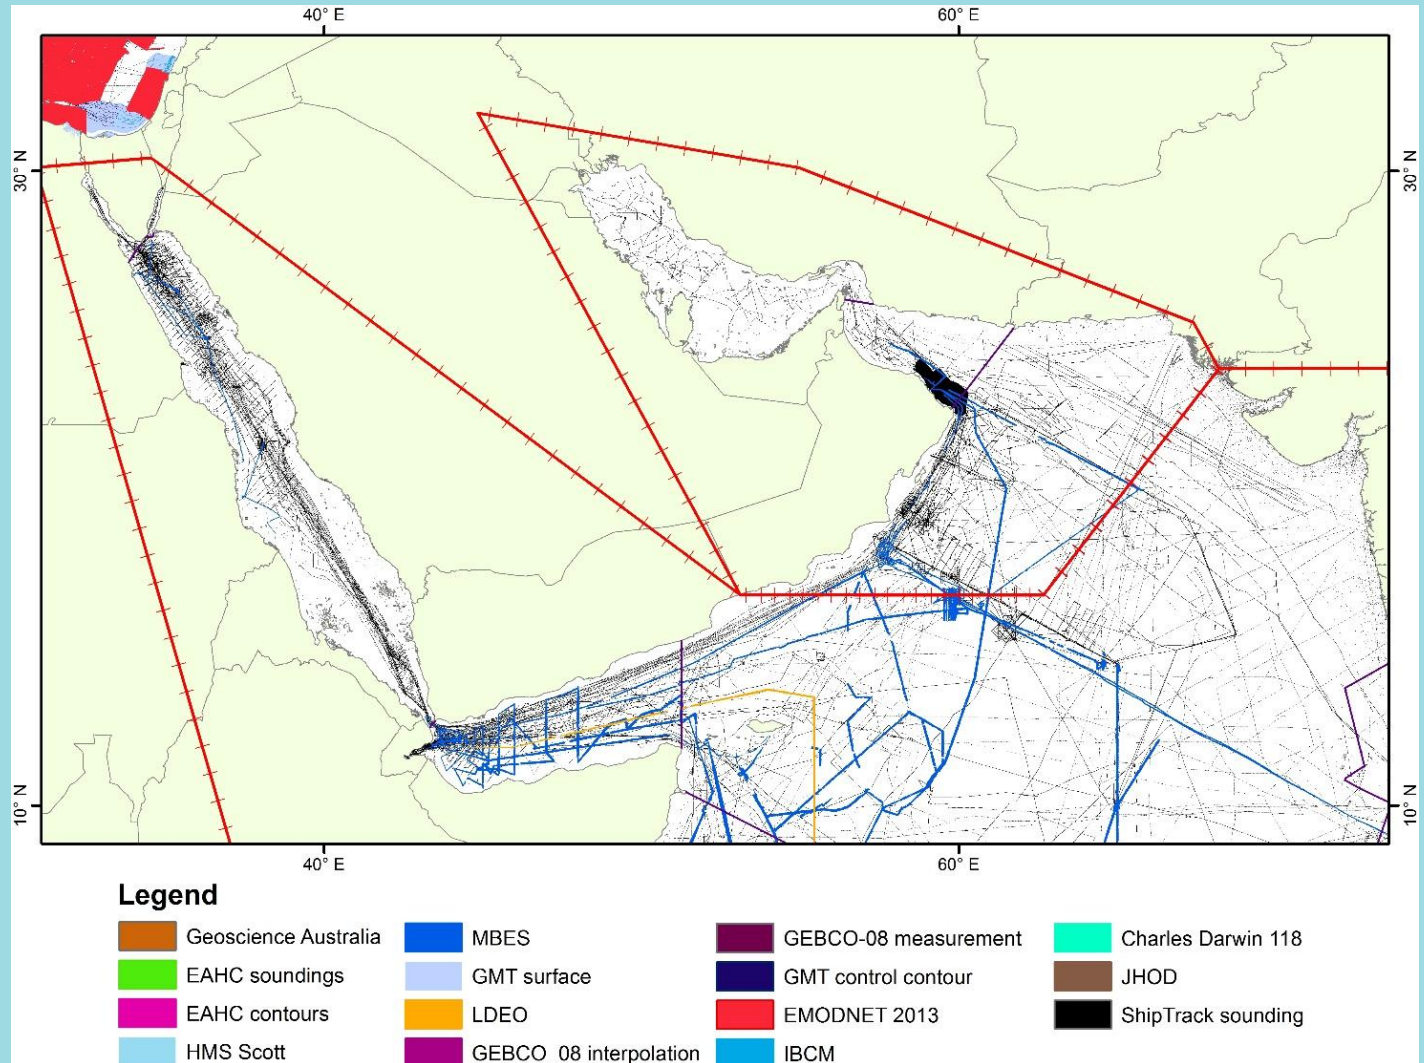 40° E
60° E
30° N
30° N
10° N
10° N
40° E
60° E
Legend
Geoscience Australia
MBES
GEBCO-08 measurement
Charles Darwin 118
EAHC soundings
GMT surface
GMT control contour
JHOD
EAHC contours
LDEO
EMODNET 2013
ShipTrack sounding
HMS Scott
GEBCO_08 interpolation
IBCM